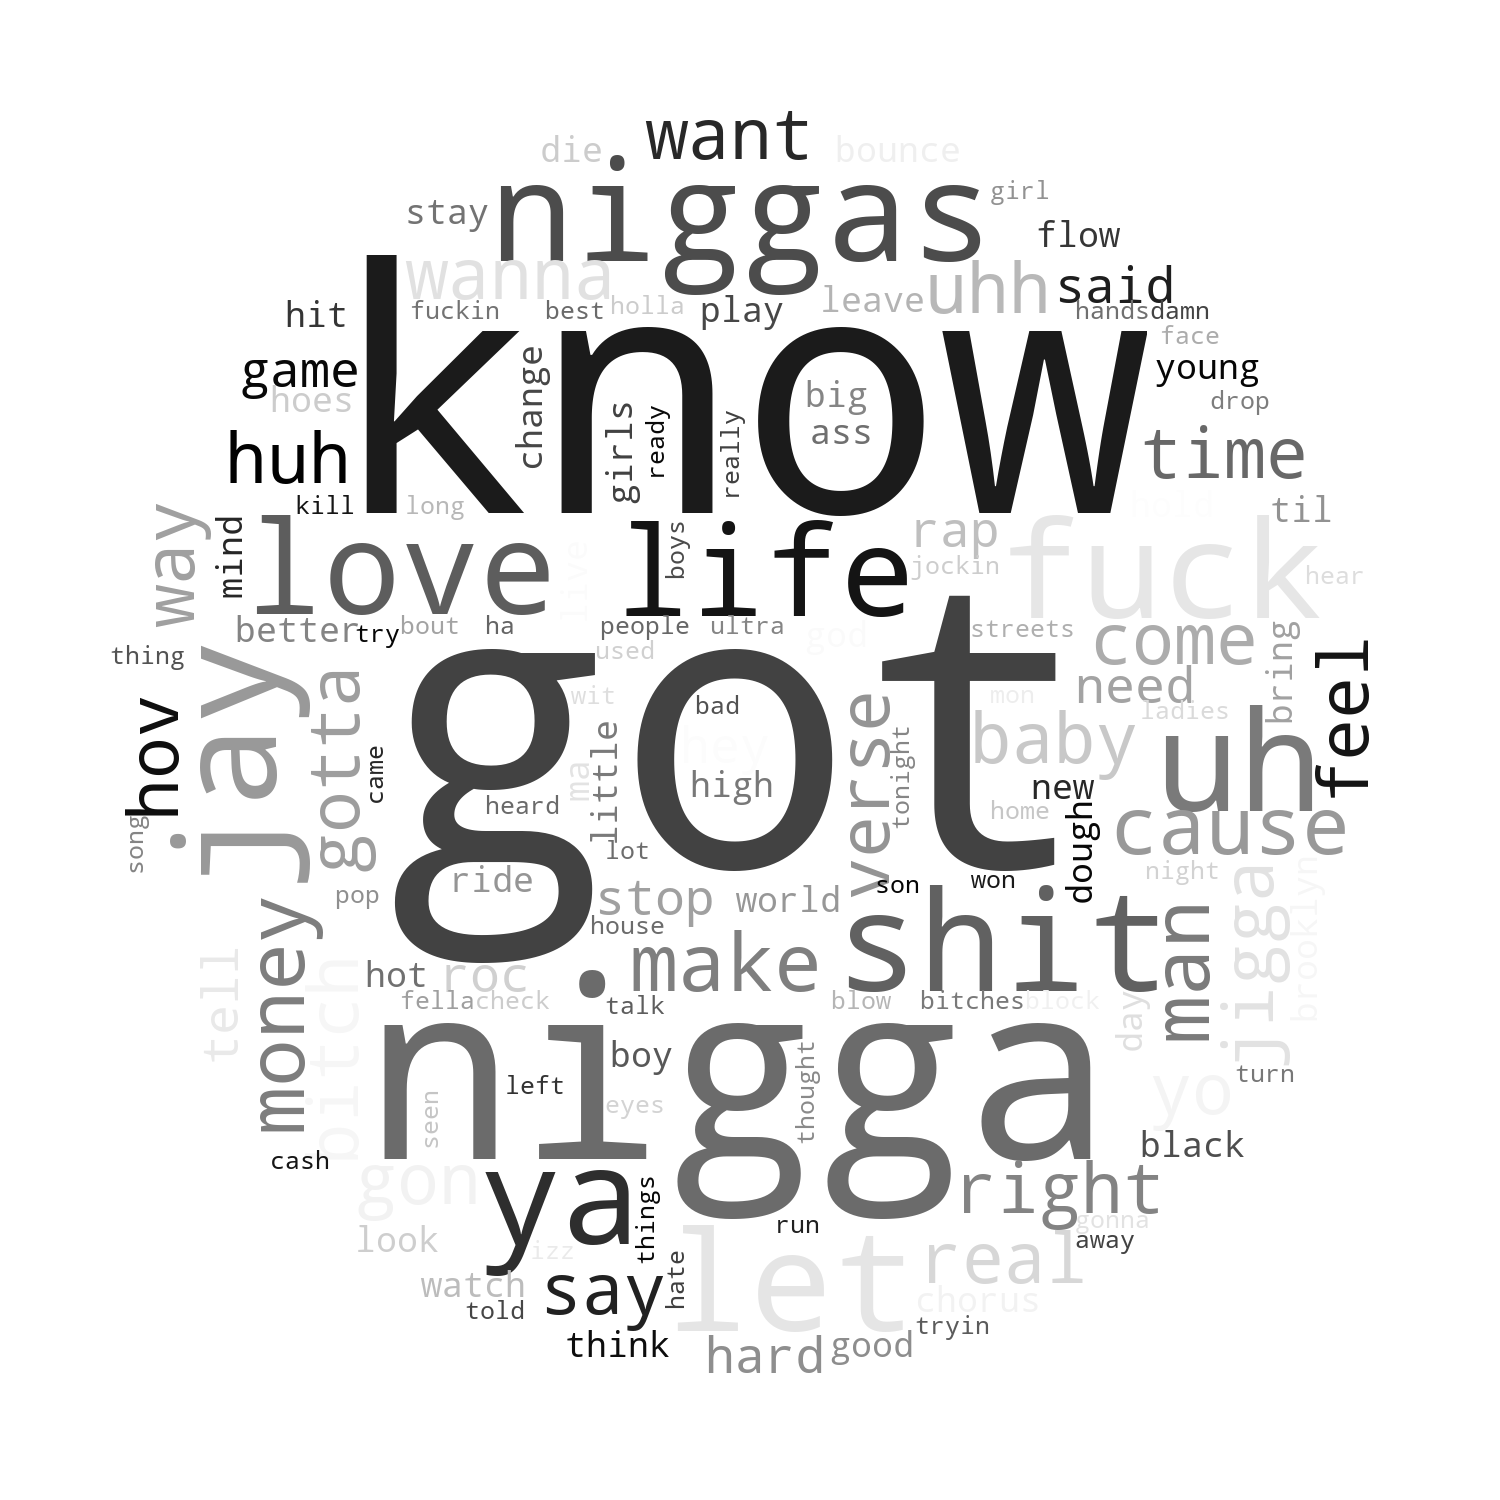 want
die
bounce
niggas
girl
stay
flow
wanna
uhh
said
know
fuckin
best
holla
play
leave
hands
damn
hit
face
game
change
big
young
hoes
girls
ready
really
ass
drop
huh
time
kill
long
hold
til
way
mind
love
live
life
boys
rap
jockin
fuck
hear
better
try
bout
ha
people
ultra
god
streets
come
bring
feel
thing
used
got
jay
gotta
hov
wit
bad
hey
verse
mon
need
ladies
baby
uh
came
little
ma
high
tonight
new
heard
home
dough
cause
song
lot
pop
ride
son
won
night
stop
world
money
house
shit
man
jigga
brooklyn
tell
bitch
hot
roc
make
fella
check
talk
blow
bitches
block
day
nigga
boy
left
eyes
thought
seen
turn
yo
black
cash
gon
ya
things
right
run
look
izz
let
real
gonna
away
watch
say
hate
chorus
told
tryin
think
hard
good